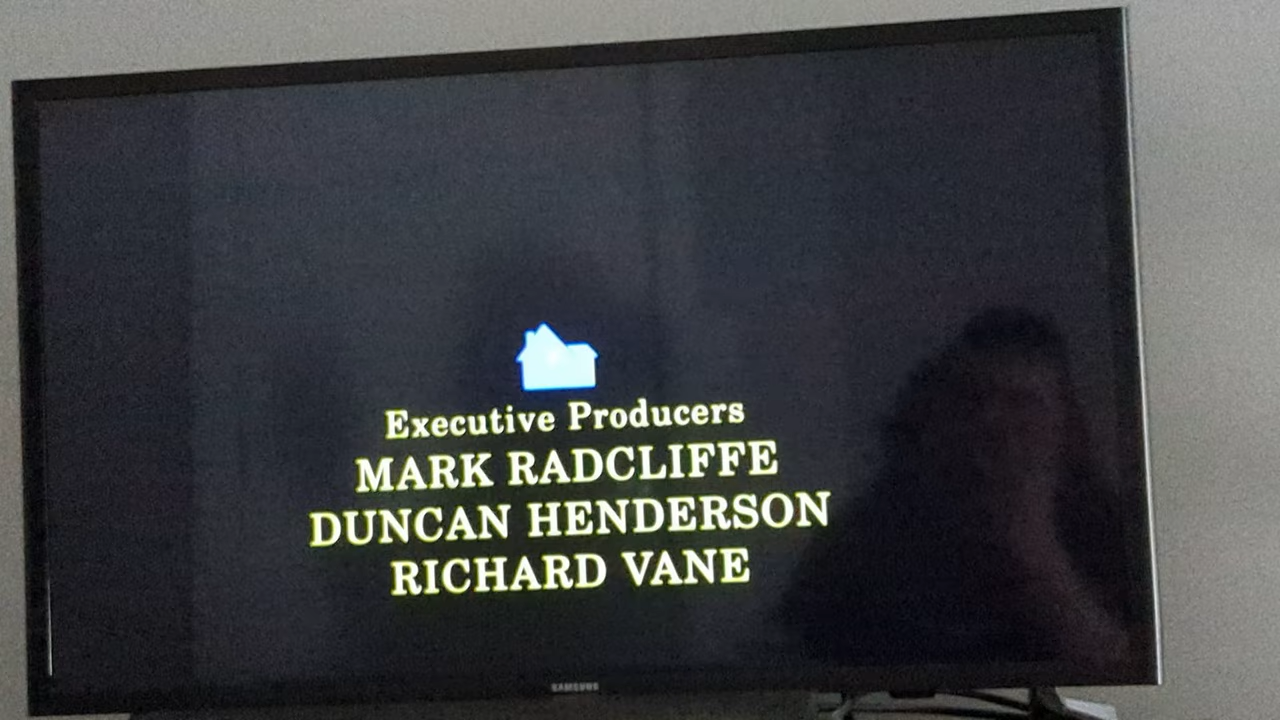 Executive Producers
MARK RADCLIFFE
DUNCAN HENDERSON
RICHARD VANE
SAMSUNG